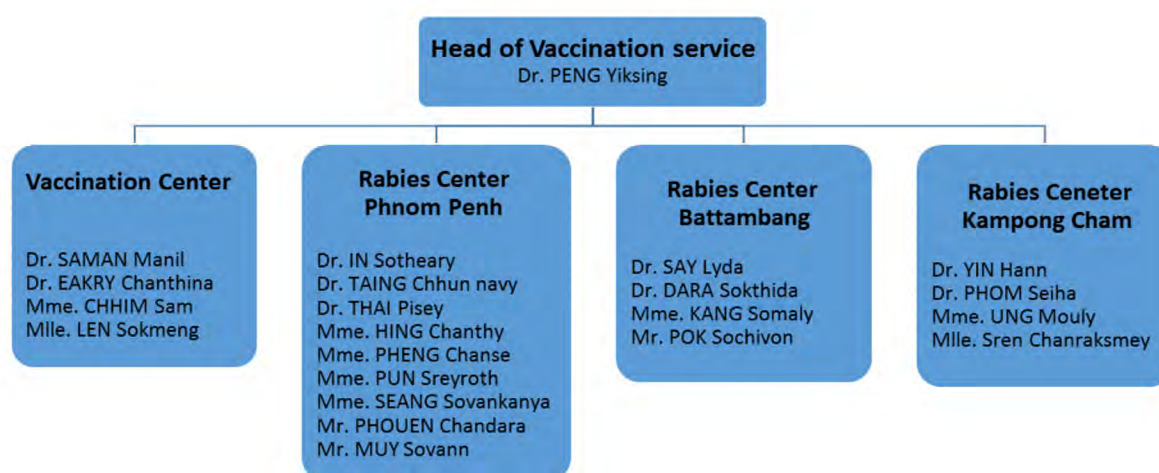 Head of Vaccination service
Dr. PENG Yiksing
Vaccination Center
Dr. SAMAN Manil
Dr. EAKRY Chanthina
Mme. CHHIM Sam
Mlle. LEN Sokmeng
Rabies Center
Phnom Penh
Dr. IN Sotheary
Dr. TAING Chhun navy
Dr. THAI Pisey
Mme. HING Chanthy
Mme. PHENG Chanse
Mme. PUN Sreyroth
Mme. SEANG Sovankanya
Mr. PHOUEN Chandara
Mr. MUY Sovann
Rabies Center
Battambang
Dr. SAY Lyda
Dr. DARA Sokthida
Mme. KANG Somaly
Mr. POK Sochivon
Rabies Ceneter
Kampong Cham
Dr. YIN Hann
Dr. PHOM Seiha
Mme. UNG Mouly
Mlle. Sren Chanraksmey